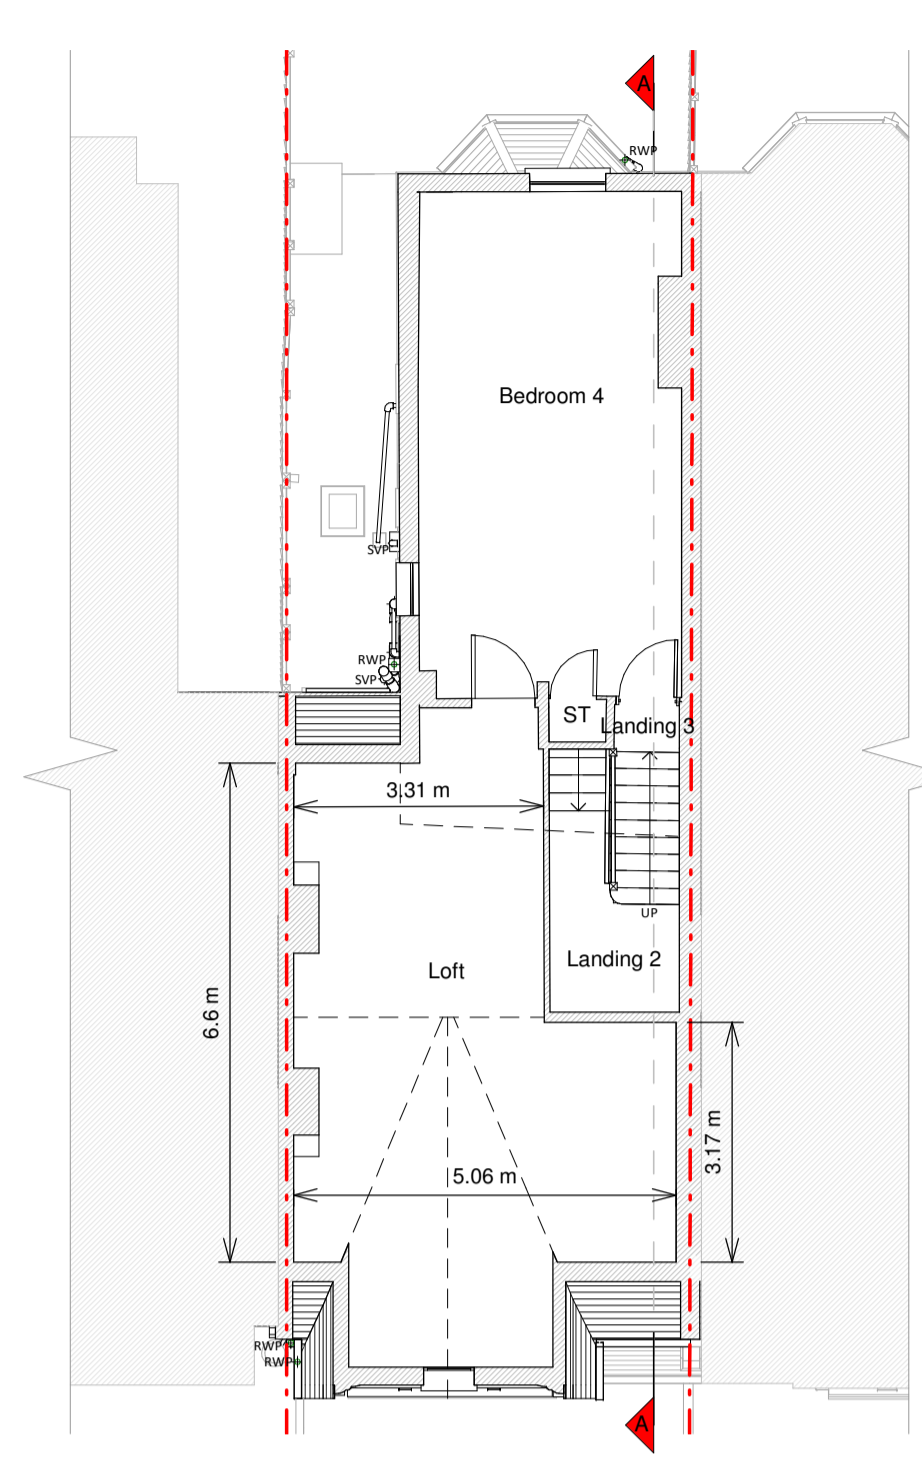 A
RWP
Bedroom 4
SVP
RWP
SVP
ST
Landing 3
3.31 m
UP
Landing 2
Loft
6.6 m
3.17 m
5.06 m
RWP
RWP
A